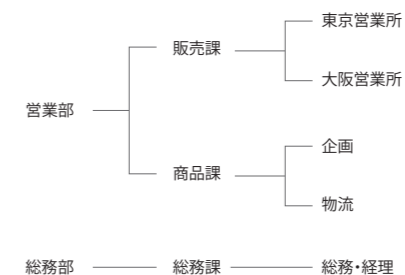 東京営業所
販売課
大阪営業所
営業部
企画
商品課
物流
総務部
総務課
総務・経理